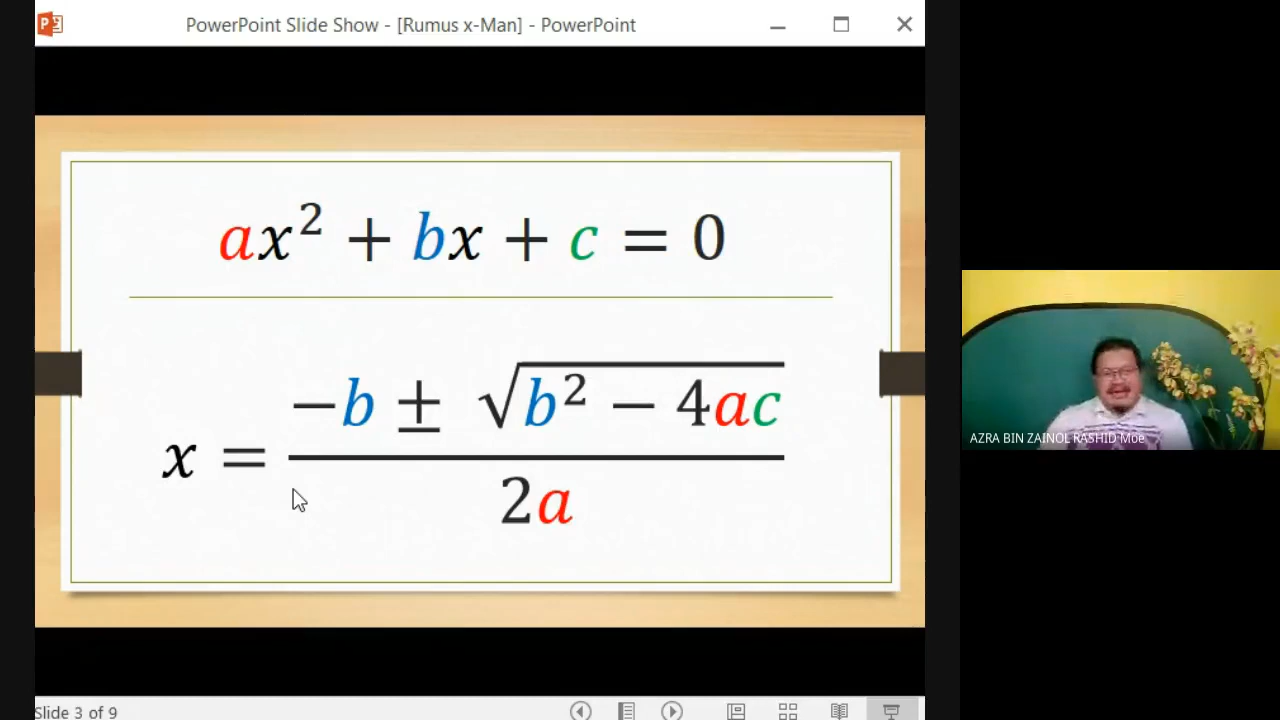 PowerPoint Slide Show - [Rumus x-Man] - PowerPoint
ax² + bx + c = 0
x = (−b ± √(b² − 4ac)) / 2a
AZRA BIN ZAINOL RASHID Moe
Slide 3 of 9